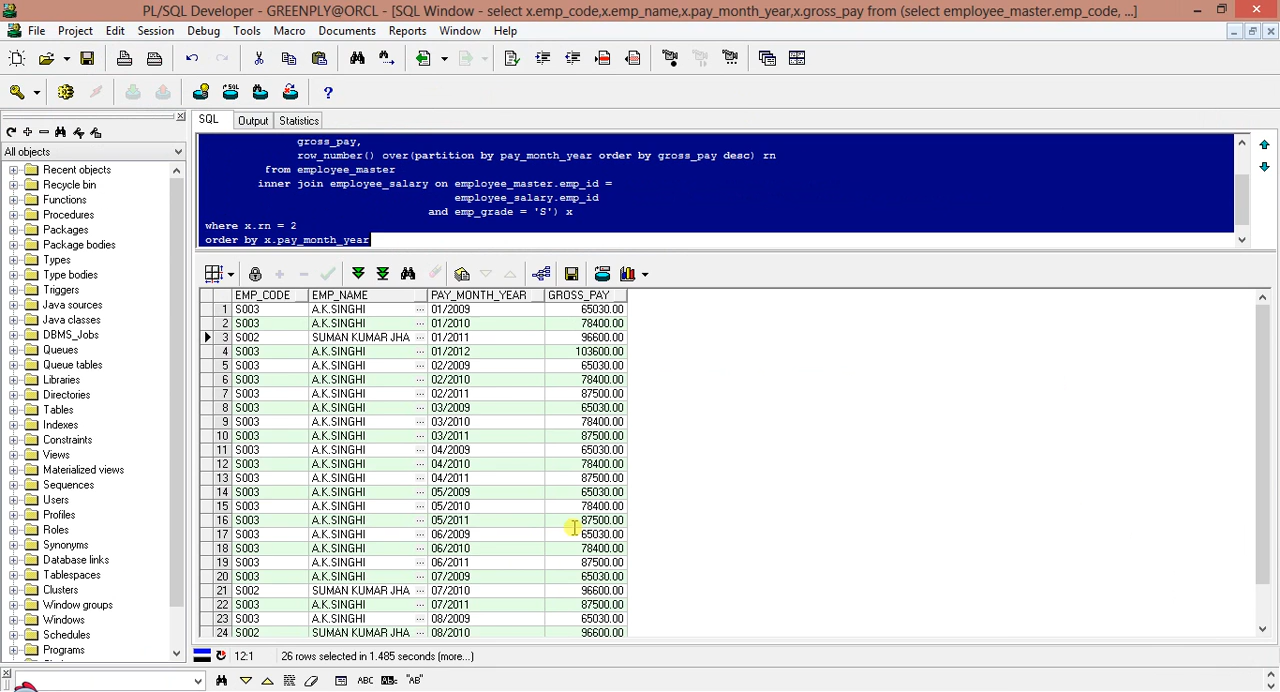 PL/SQL Developer - GREENPLY@ORCL - [SQL Window - select x.emp_code,x.emp_name,x.pay_month_year,x.gross_pay from (select employee_master.emp_code, ...]
File Project Edit Session Debug Tools Macro Documents Reports Window Help
SQL Output Statistics
All objects
Recent objects
Recycle bin
Functions
Procedures
Packages
Package bodies
Types
Type bodies
Triggers
Java sources
Java classes
DBMS_Jobs
Queues
Queue tables
Libraries
Directories
Tables
Indexes
Constraints
Views
Materialized views
Sequences
Users
Profiles
Roles
Synonyms
Database links
Tablespaces
Clusters
Window groups
Windows
Schedules
Programs
gross_pay,
row_number() over(partition by pay_month_year order by gross_pay desc) rn
from employee_master
inner join employee_salary on employee_master.emp_id =
employee_salary.emp_id
and emp_grade = 'S') x
where x.rn = 2
order by x.pay_month_year
EMP_CODE EMP_NAME PAY_MONTH_YEAR GROSS_PAY
1 S003 A.K.SINGHI ... 01/2009 65030.00
2 S003 A.K.SINGHI ... 01/2010 78400.00
3 S002 SUMAN KUMAR JHA ... 01/2011 96600.00
4 S003 A.K.SINGHI ... 01/2012 103600.00
5 S003 A.K.SINGHI ... 02/2009 65030.00
6 S003 A.K.SINGHI ... 02/2010 78400.00
7 S003 A.K.SINGHI ... 02/2011 87500.00
8 S003 A.K.SINGHI ... 03/2009 65030.00
9 S003 A.K.SINGHI ... 03/2010 78400.00
10 S003 A.K.SINGHI ... 03/2011 87500.00
11 S003 A.K.SINGHI ... 04/2009 65030.00
12 S003 A.K.SINGHI ... 04/2010 78400.00
13 S003 A.K.SINGHI ... 04/2011 87500.00
14 S003 A.K.SINGHI ... 05/2009 65030.00
15 S003 A.K.SINGHI ... 05/2010 78400.00
16 S003 A.K.SINGHI ... 05/2011 87500.00
17 S003 A.K.SINGHI ... 06/2009 65030.00
18 S003 A.K.SINGHI ... 06/2010 78400.00
19 S003 A.K.SINGHI ... 06/2011 87500.00
20 S003 A.K.SINGHI ... 07/2009 65030.00
21 S002 SUMAN KUMAR JHA ... 07/2010 96600.00
22 S003 A.K.SINGHI ... 07/2011 87500.00
23 S003 A.K.SINGHI ... 08/2009 65030.00
24 S002 SUMAN KUMAR JHA ... 08/2010 96600.00
12:1 26 rows selected in 1.485 seconds (more...)
ABC AB "AB"